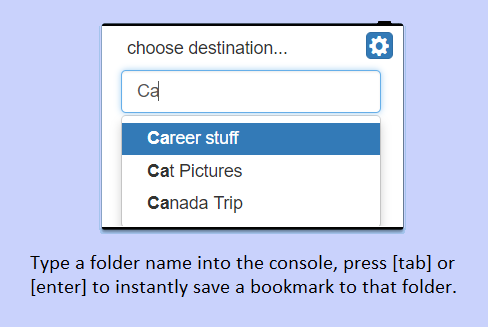 choose destination...
Ca
Career stuff
Cat Pictures
Canada Trip
Type a folder name into the console, press [tab] or
[enter] to instantly save a bookmark to that folder.